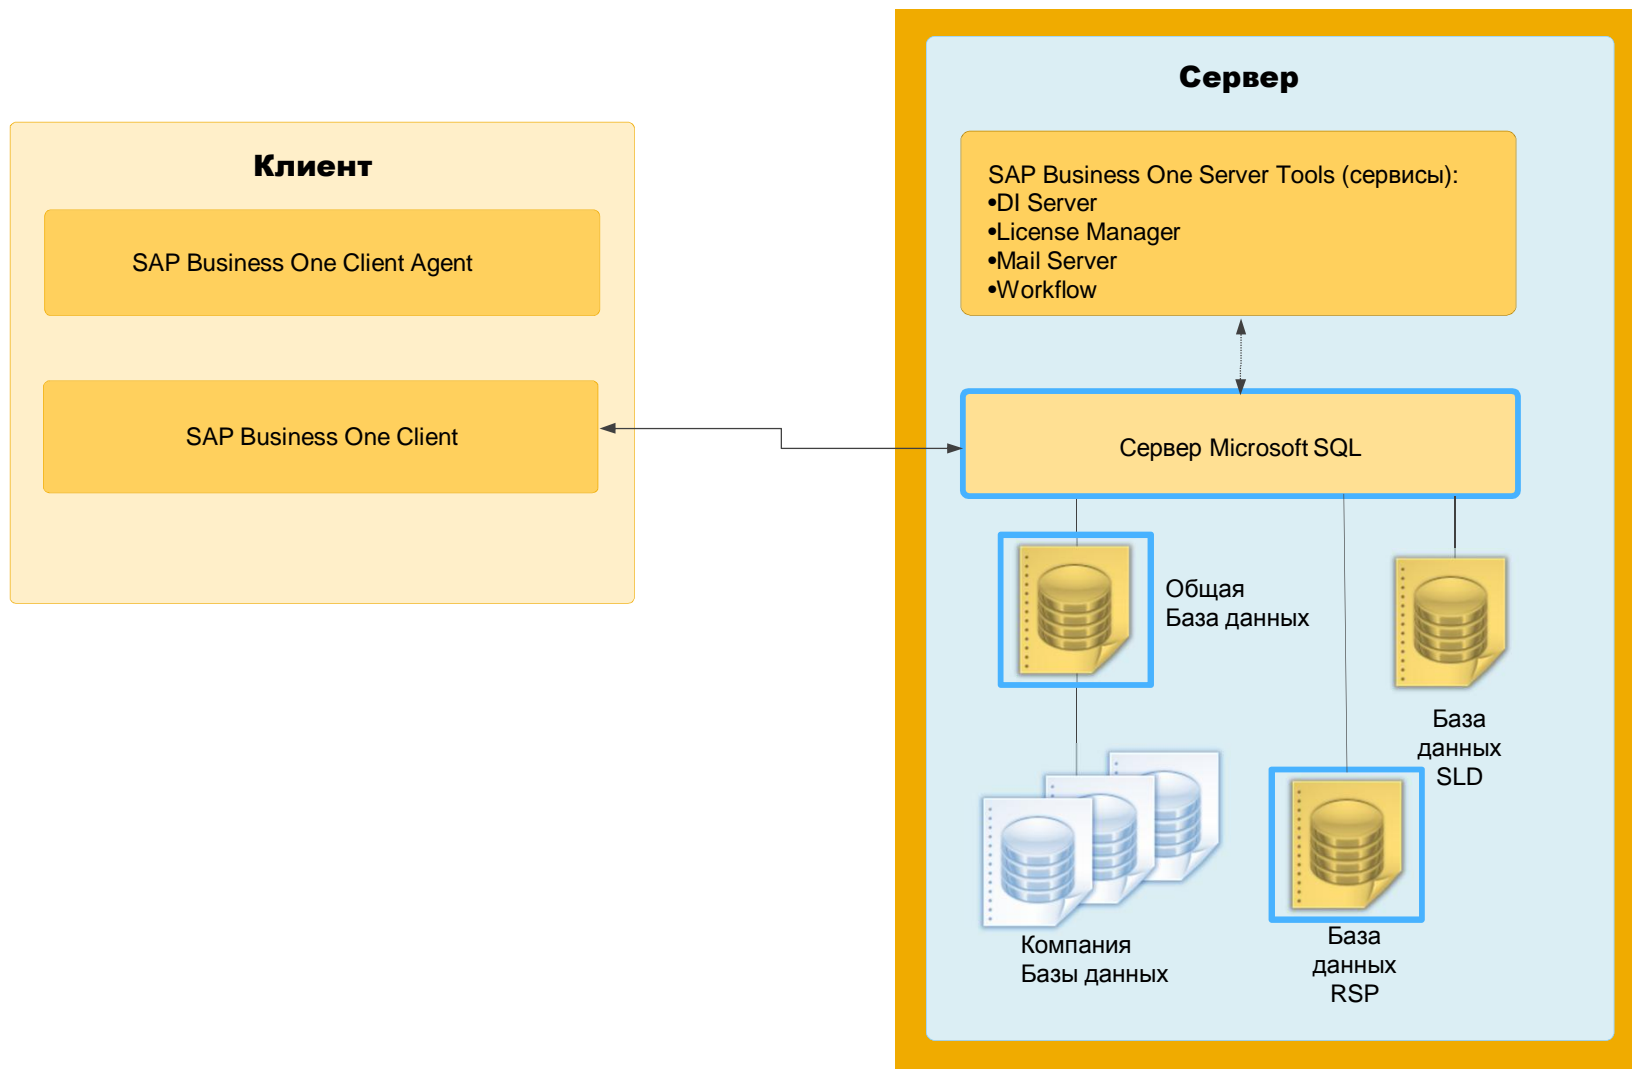 Клиент
SAP Business One Client Agent
SAP Business One Client
Сервер
SAP Business One Server Tools (сервисы):
•DI Server
•License Manager
•Mail Server
•Workflow
Сервер Microsoft SQL
Общая
База данных
База
данных
SLD
Компания
Базы данных
База
данных
RSP